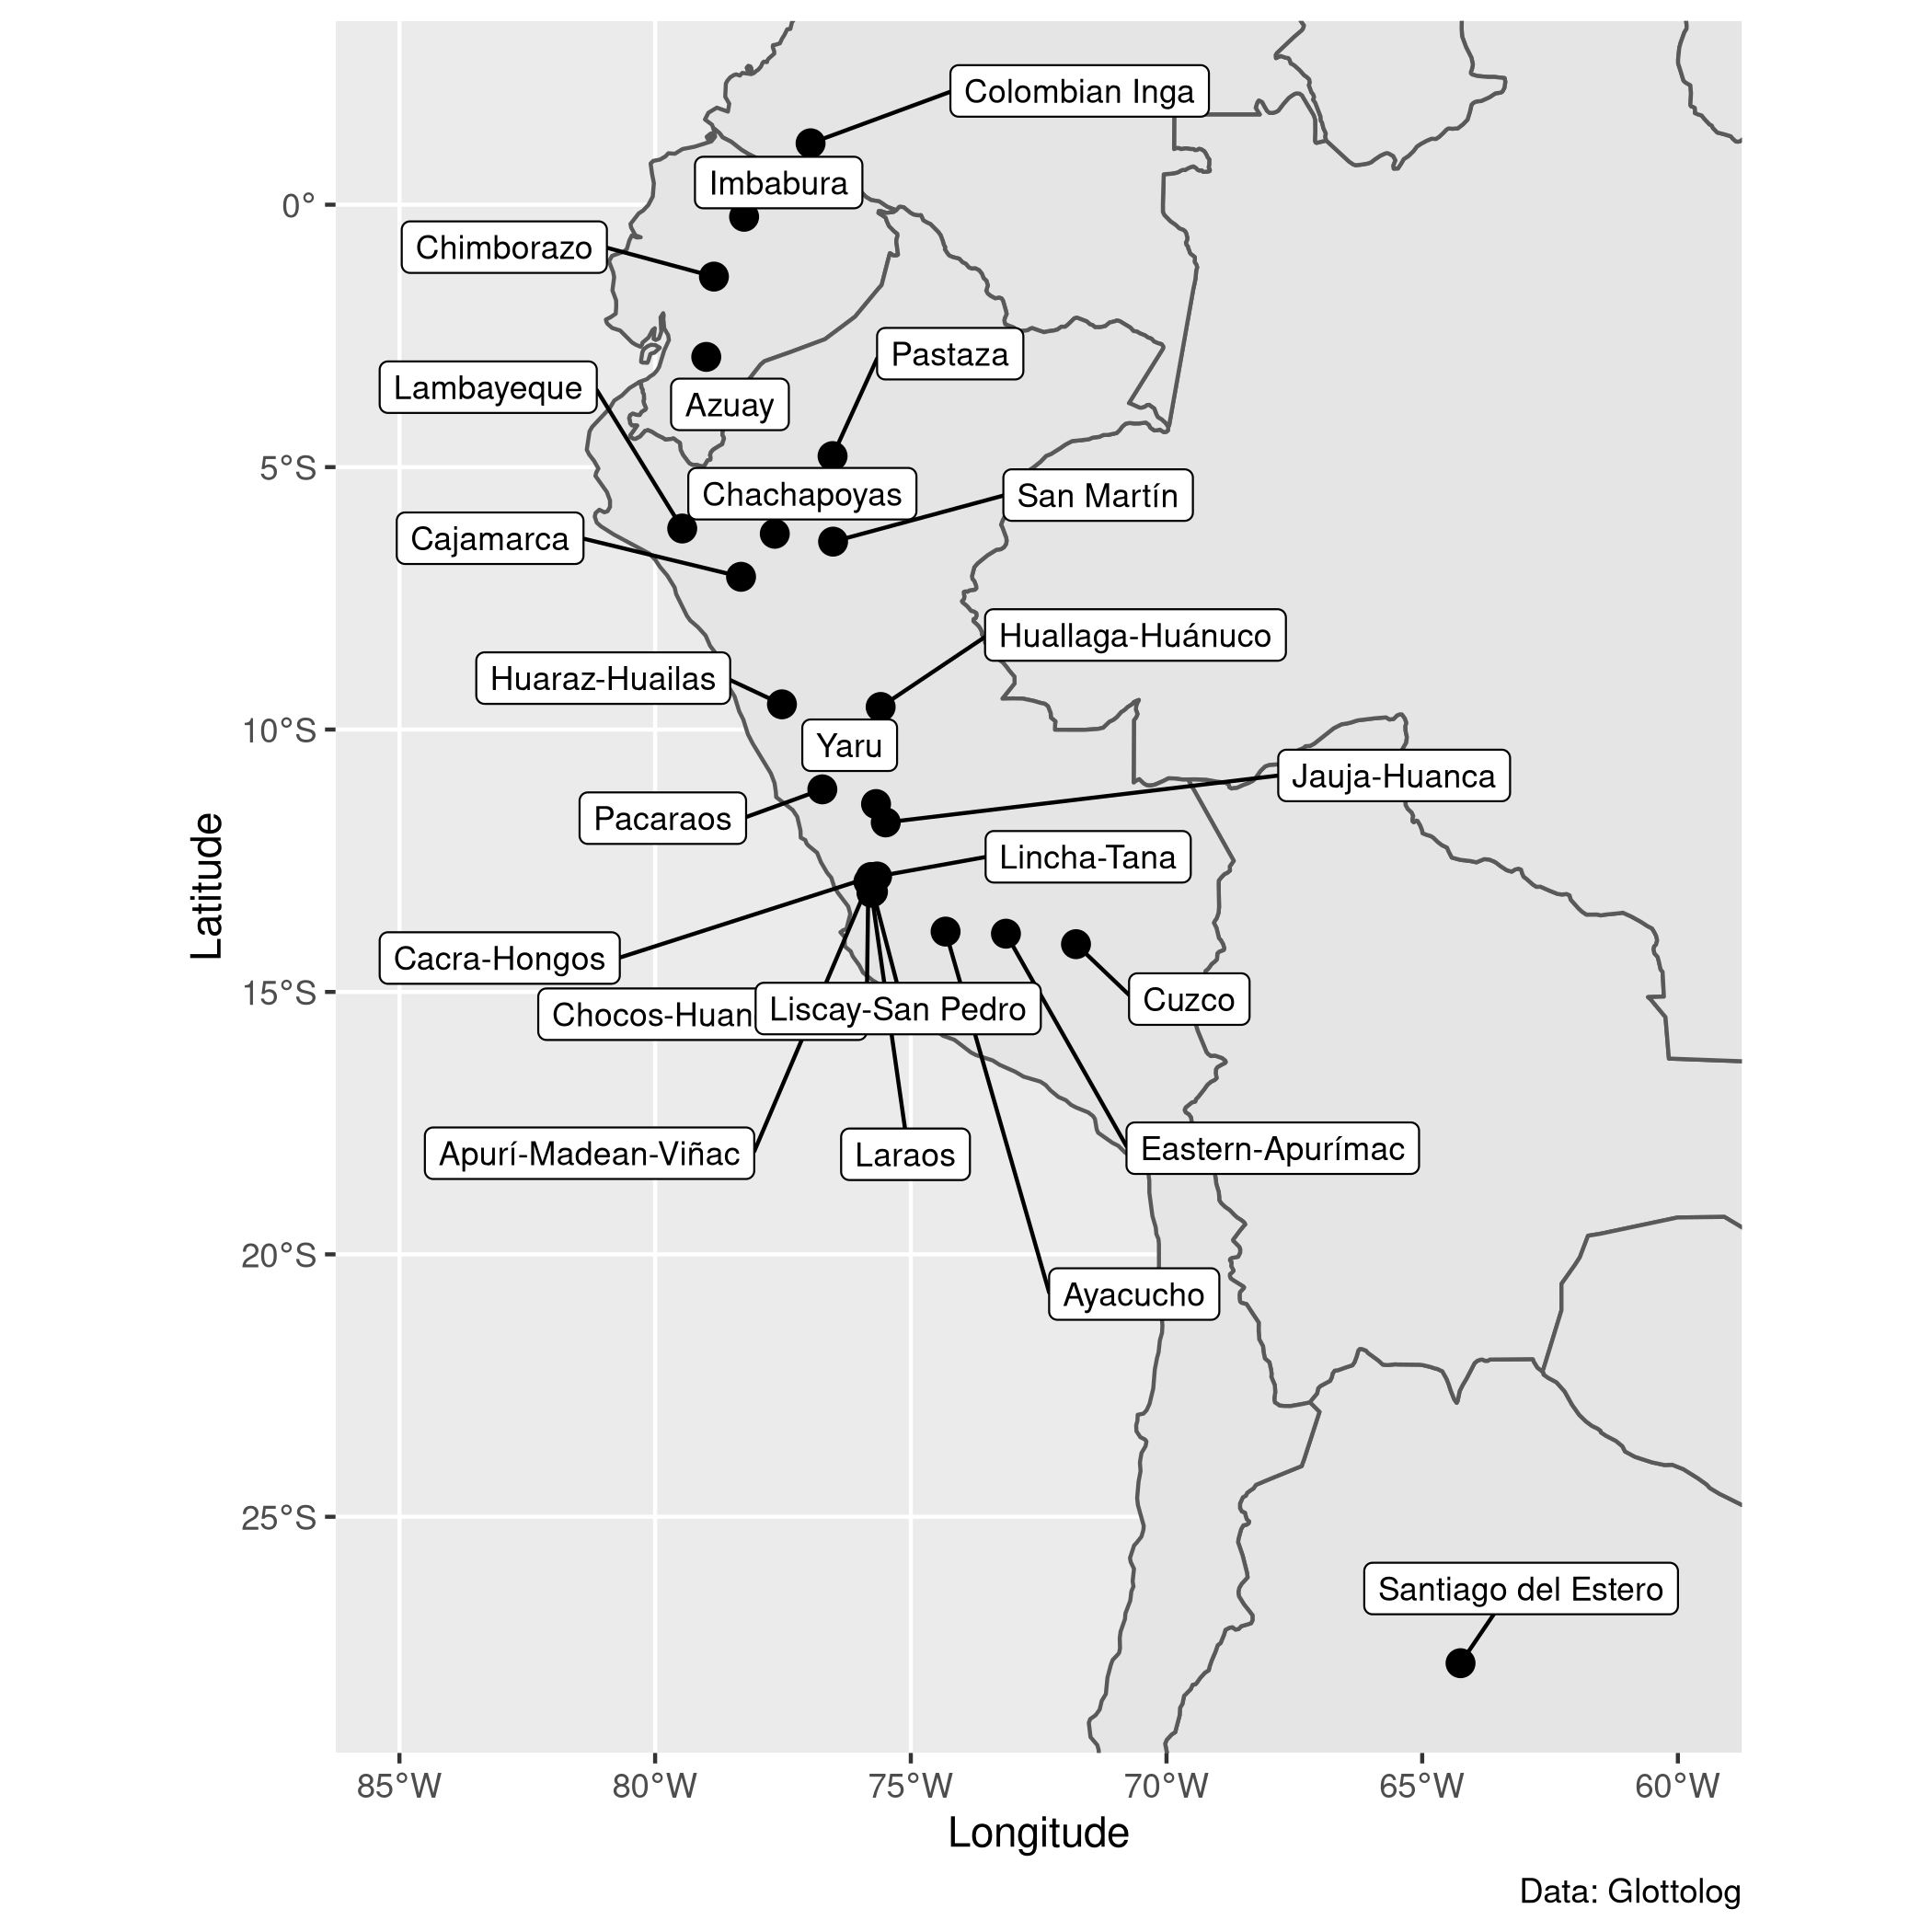 Colombian Inga
Imbabura
0°
Chimborazo
Pastaza
Lambayeque
Azuay
5°S
Chachapoyas
San Martín
Cajamarca
Huallaga-Huánuco
Huaraz-Huailas
10°S
Yaru
Jauja-Huanca
Pacaraos
Lincha-Tana
Latitude
Cacra-Hongos
15°S
Cuzco
Chocos-Huan
Liscay-San Pedro
Apurí-Madean-Viñac
Laraos
Eastern-Apurímac
20°S
Ayacucho
25°S
Santiago del Estero
85°W 80°W 75°W 70°W 65°W 60°W
Longitude
Data: Glottolog